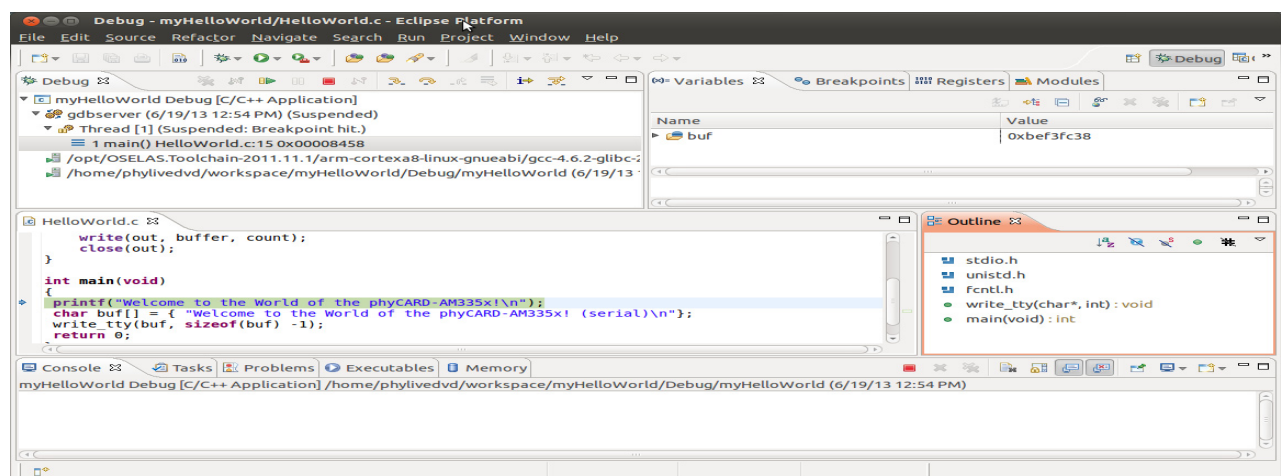 Debug - myHelloWorld/HelloWorld.c - Eclipse Platform
File Edit Source Refactor Navigate Search Run Project Window Help
Debug
Debug
myHelloWorld Debug [C/C++ Application]
gdbserver (6/19/13 12:54 PM) (Suspended)
Thread [1] (Suspended: Breakpoint hit.)
1 main() HelloWorld.c:15 0x00008458
/opt/OSELAS.Toolchain-2011.11.1/arm-cortexa8-linux-gnueabi/gcc-4.6.2-glibc-
/home/phylivedvd/workspace/myHelloWorld/Debug/myHelloWorld (6/19/13
Variables Breakpoints Registers Modules
Name Value
buf 0xbef3fc38
HelloWorld.c
write(out, buffer, count);
close(out);
}
int main(void)
{
printf("Welcome to the World of the phyCARD-AM335x!\n");
char buf[] = { "Welcome to the World of the phyCARD-AM335x! (serial)\n"};
write_tty(buf, sizeof(buf) -1);
return 0;
Outline
stdio.h
unistd.h
fcntl.h
write_tty(char*, int) : void
main(void) : int
Console Tasks Problems Executables Memory
myHelloWorld Debug [C/C++ Application] /home/phylivedvd/workspace/myHelloWorld/Debug/myHelloWorld (6/19/13 12:54 PM)